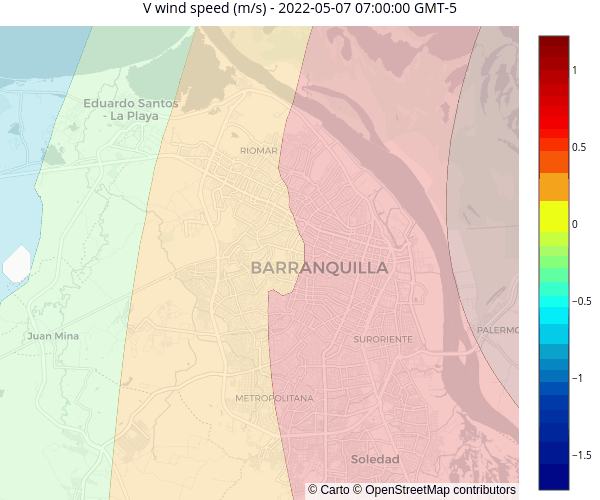 V wind speed (m/s) - 2022-05-07 07:00:00 GMT-5
Eduardo Santos
- La Playa
RIOMAR
BARRANQUILLA
Juan Mina
SURORIENTE
PALERMO
METROPOLITANA
Soledad
© Carto © OpenStreetMap contributors
1
0.5
0
−0.5
−1
−1.5